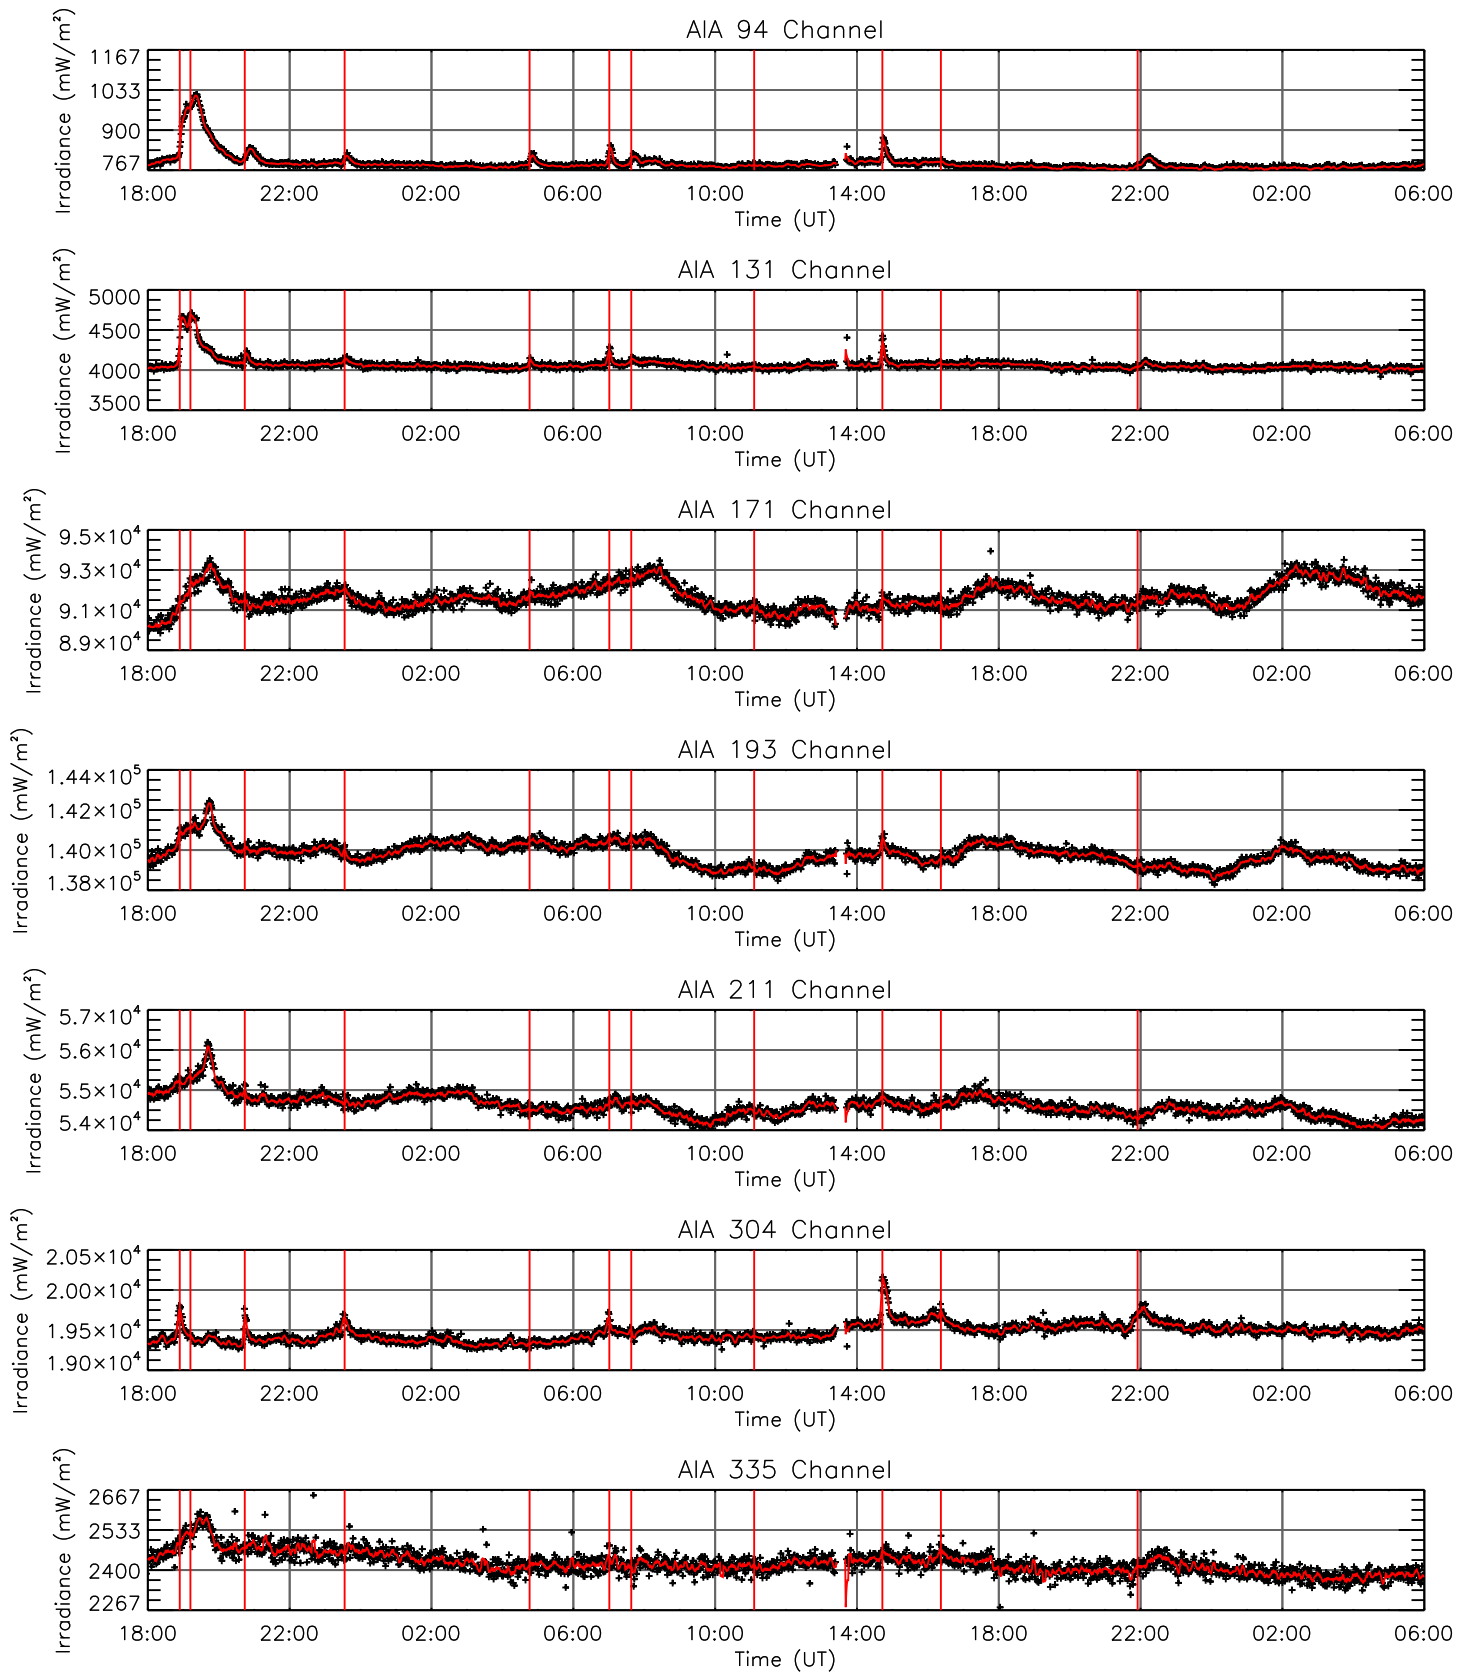 AIA 94 Channel
Irradiance (mW/m²)
1167
1033
900
767
18:00 22:00 02:00 06:00 10:00 14:00 18:00 22:00 02:00 06:00
Time (UT)
AIA 131 Channel
Irradiance (mW/m²)
5000
4500
4000
3500
18:00 22:00 02:00 06:00 10:00 14:00 18:00 22:00 02:00 06:00
Time (UT)
AIA 171 Channel
Irradiance (mW/m²)
9.5×10⁴
9.3×10⁴
9.1×10⁴
8.9×10⁴
18:00 22:00 02:00 06:00 10:00 14:00 18:00 22:00 02:00 06:00
Time (UT)
AIA 193 Channel
Irradiance (mW/m²)
1.44×10⁵
1.42×10⁵
1.40×10⁵
1.38×10⁵
18:00 22:00 02:00 06:00 10:00 14:00 18:00 22:00 02:00 06:00
Time (UT)
AIA 211 Channel
Irradiance (mW/m²)
5.7×10⁴
5.6×10⁴
5.5×10⁴
5.4×10⁴
18:00 22:00 02:00 06:00 10:00 14:00 18:00 22:00 02:00 06:00
Time (UT)
AIA 304 Channel
Irradiance (mW/m²)
2.05×10⁴
2.00×10⁴
1.95×10⁴
1.90×10⁴
18:00 22:00 02:00 06:00 10:00 14:00 18:00 22:00 02:00 06:00
Time (UT)
AIA 335 Channel
Irradiance (mW/m²)
2667
2533
2400
2267
18:00 22:00 02:00 06:00 10:00 14:00 18:00 22:00 02:00 06:00
Time (UT)